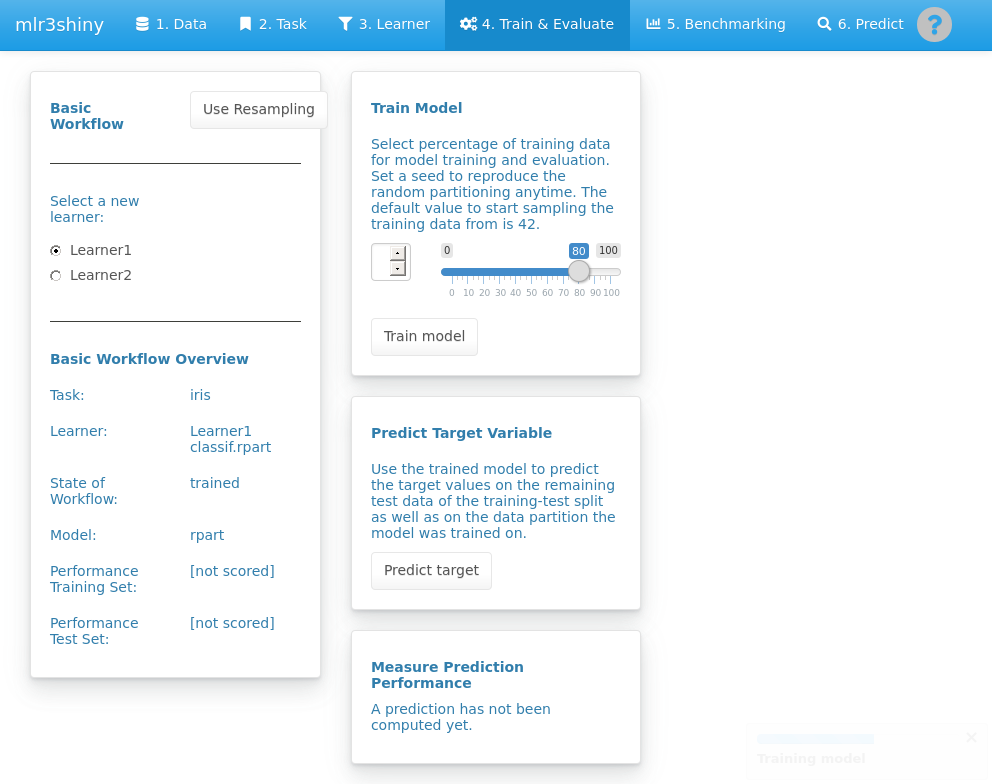 mlr3shiny
1. Data
2. Task
3. Learner
4. Train & Evaluate
5. Benchmarking
6. Predict
?
Basic
Workflow
Use Resampling
Select a new
learner:
Learner1
Learner2
Basic Workflow Overview
Task: iris
Learner: Learner1
classif.rpart
State of trained
Workflow:
Model: rpart
Performance [not scored]
Training Set:
Performance [not scored]
Test Set:
Train Model
Select percentage of training data
for model training and evaluation.
Set a seed to reproduce the
random partitioning anytime. The
default value to start sampling the
training data from is 42.
0 80 100
0 10 20 30 40 50 60 70 80 90 100
Train model
Predict Target Variable
Use the trained model to predict
the target values on the remaining
test data of the training-test split
as well as on the data partition the
model was trained on.
Predict target
Measure Prediction
Performance
A prediction has not been
computed yet.
Training model